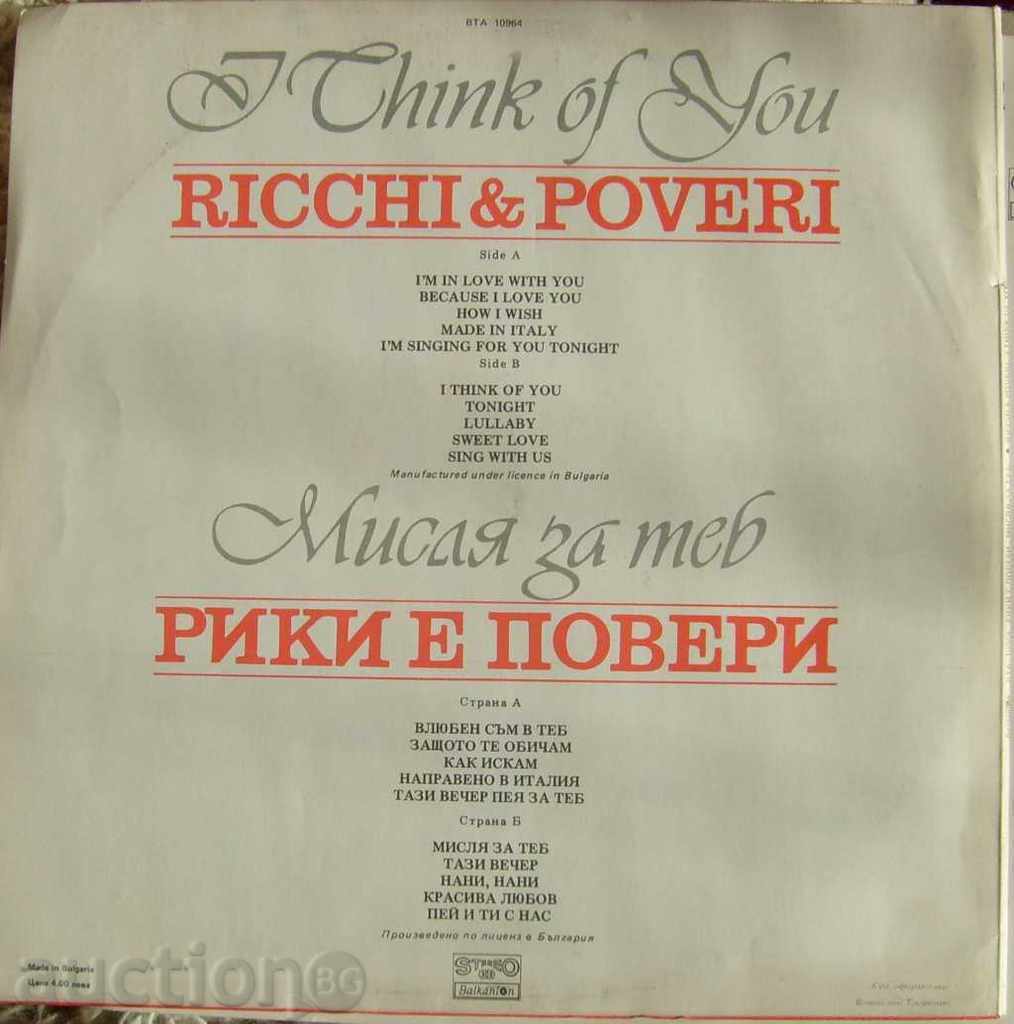 BTA 10964
I Think of You
RICCHI & POVERI
Side A
I'M IN LOVE WITH YOU
BECAUSE I LOVE YOU
HOW I WISH
MADE IN ITALY
I'M SINGING FOR YOU TONIGHT
Side B
I THINK OF YOU
TONIGHT
LULLABY
SWEET LOVE
SING WITH US
Manufactured under licence in Bulgaria
Мисля за теб
РИКИ Е ПОВЕРИ
Страна А
ВЛЮБЕН СЪМ В ТЕБ
ЗАЩОТО ТЕ ОБИЧАМ
КАК ИСКАМ
НАПРАВЕНО В ИТАЛИЯ
ТАЗИ ВЕЧЕР ПЕЯ ЗА ТЕБ
Страна Б
МИСЛЯ ЗА ТЕБ
ТАЗИ ВЕЧЕР
НАНИ, НАНИ
КРАСИВА ЛЮБОВ
ПЕЙ И ТИ С НАС
Произведено по лиценз в България
Made in Bulgaria
Цена 4.00 лева
auction BG
STEREO
Balkanton